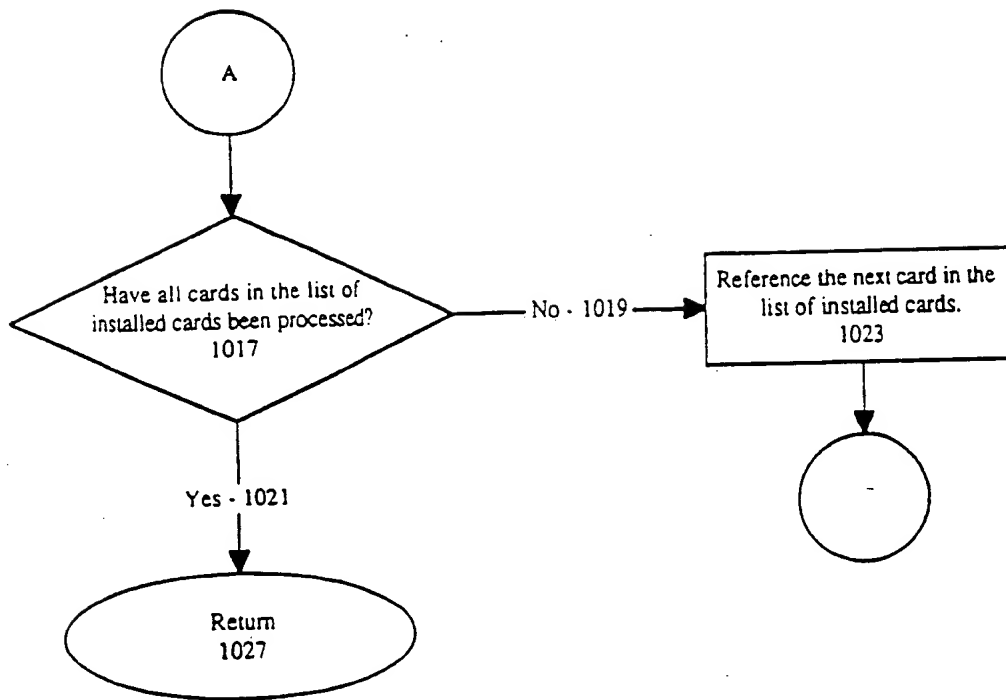 A
Have all cards in the list of
installed cards been processed?
1017
No - 1019
Reference the next card in the
list of installed cards.
1023
Yes - 1021
Return
1027